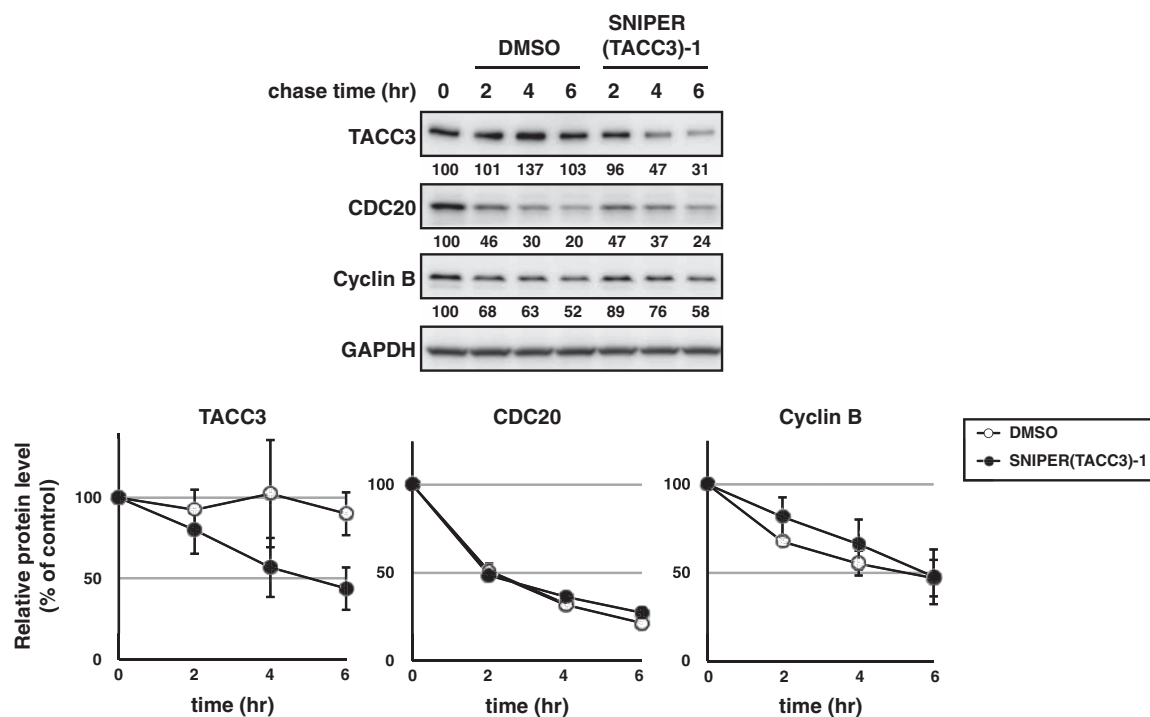 SNIPER
DMSO (TACC3)-1
chase time (hr) 0 2 4 6 2 4 6
TACC3
100 101 137 103 96 47 31
CDC20
100 46 30 20 47 37 24
Cyclin B
100 68 63 52 89 76 58
GAPDH
TACC3 CDC20 Cyclin B
DMSO
SNIPER(TACC3)-1
Relative protein level
(% of control)
100
50
0
0 2 4 6
time (hr)
100
50
0
0 2 4 6
time (hr)
100
50
0
0 2 4 6
time (hr)